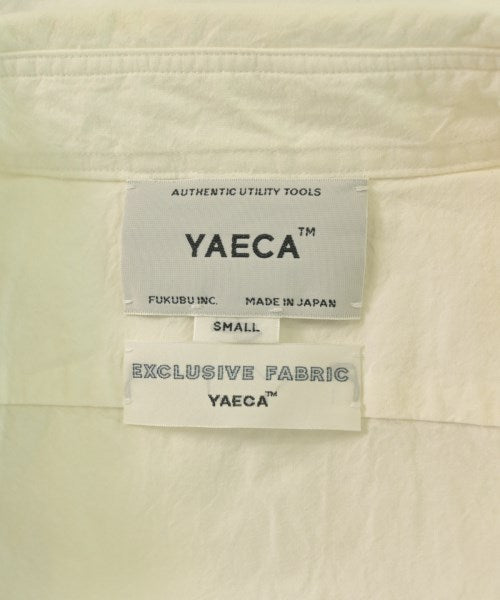 AUTHENTIC UTILITY TOOLS
YAECA™
FUKUBU INC. MADE IN JAPAN
SMALL
EXCLUSIVE FABRIC
YAECA™